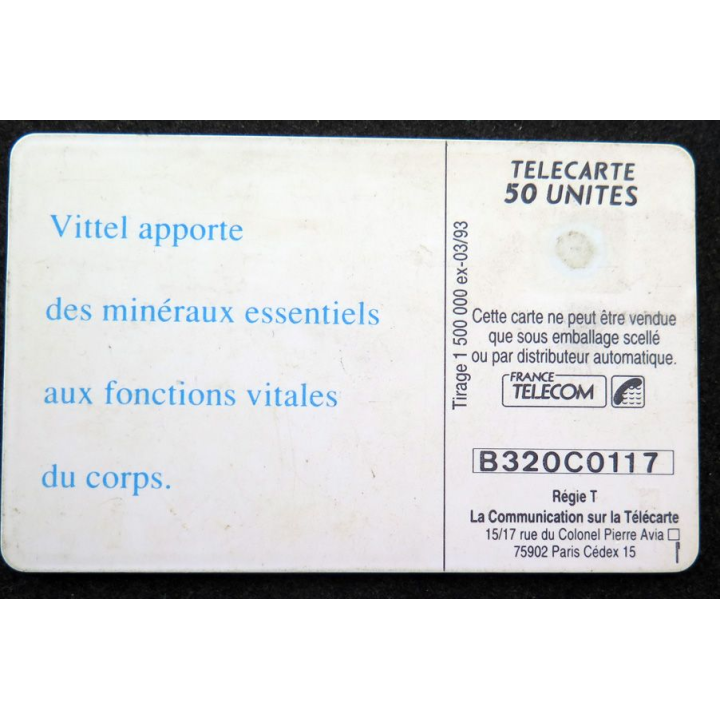 Vittel apporte
des minéraux essentiels
aux fonctions vitales
du corps.
Tirage 1 500 000 ex-03/93
TELECARTE
50 UNITES
Cette carte ne peut être vendue
que sous emballage scellé
ou par distributeur automatique.
FRANCE
TELECOM
B320C0117
Régie T
La Communication sur la Télécarte
15/17 rue du Colonel Pierre Avia
75902 Paris Cédex 15